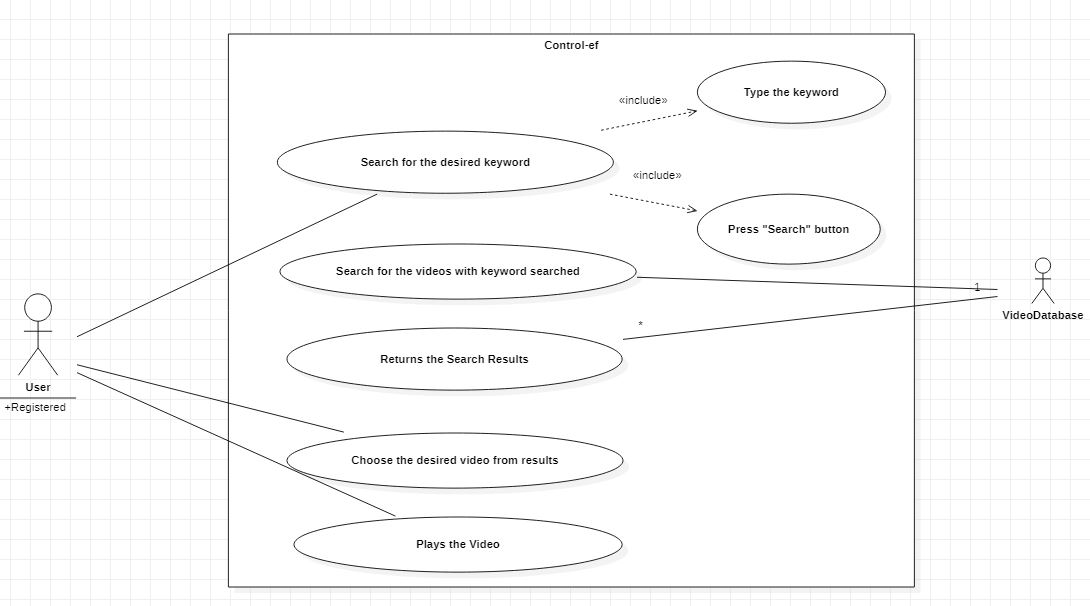 Control-ef
Type the keyword
«include»
Search for the desired keyword
«include»
Press "Search" button
Search for the videos with keyword searched
1
VideoDatabase
*
Returns the Search Results
User
+Registered
Choose the desired video from results
Plays the Video